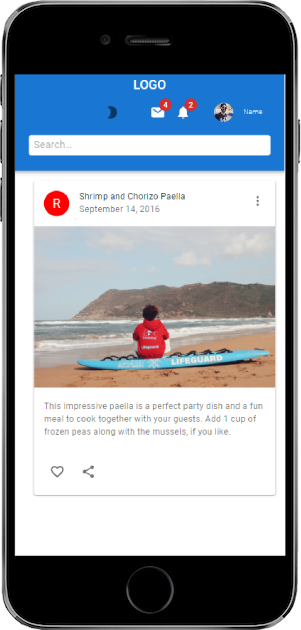 LOGO
4
2
Name
Search...
R
Shrimp and Chorizo Paella
September 14, 2016
LIFEGUARD
This impressive paella is a perfect party dish and a fun
meal to cook together with your guests. Add 1 cup of
frozen peas along with the mussels, if you like.